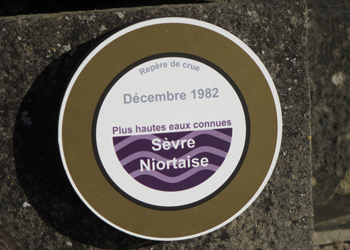 Repère de crue
Décembre 1982
Plus hautes eaux connues
Sèvre
Niortaise